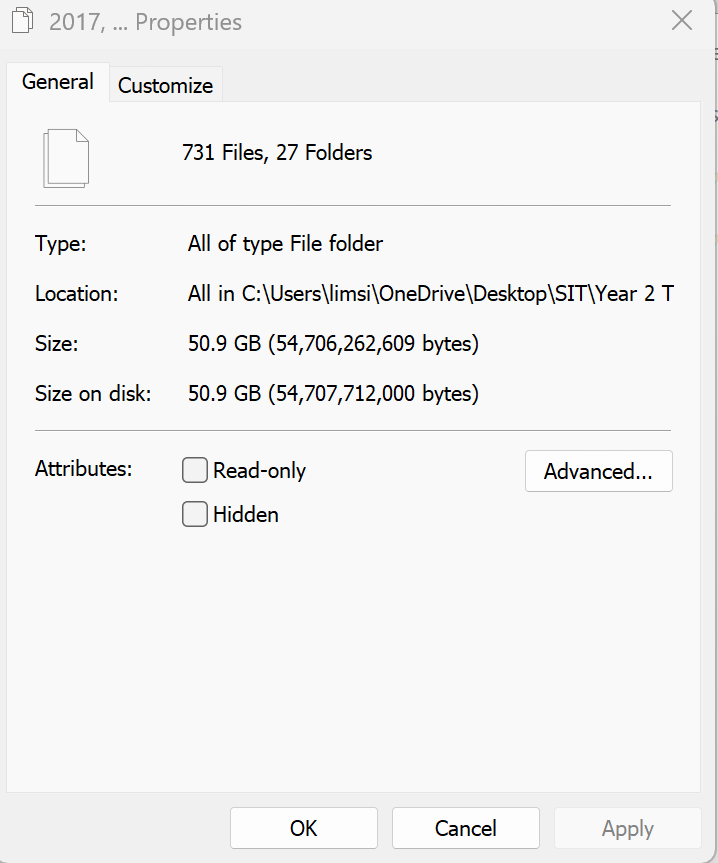 2017, ... Properties
General
Customize
731 Files, 27 Folders
Type: All of type File folder
Location: All in C:\Users\limsi\OneDrive\Desktop\SIT\Year 2 T
Size: 50.9 GB (54,706,262,609 bytes)
Size on disk: 50.9 GB (54,707,712,000 bytes)
Attributes: Read-only Advanced...
Hidden
OK Cancel Apply